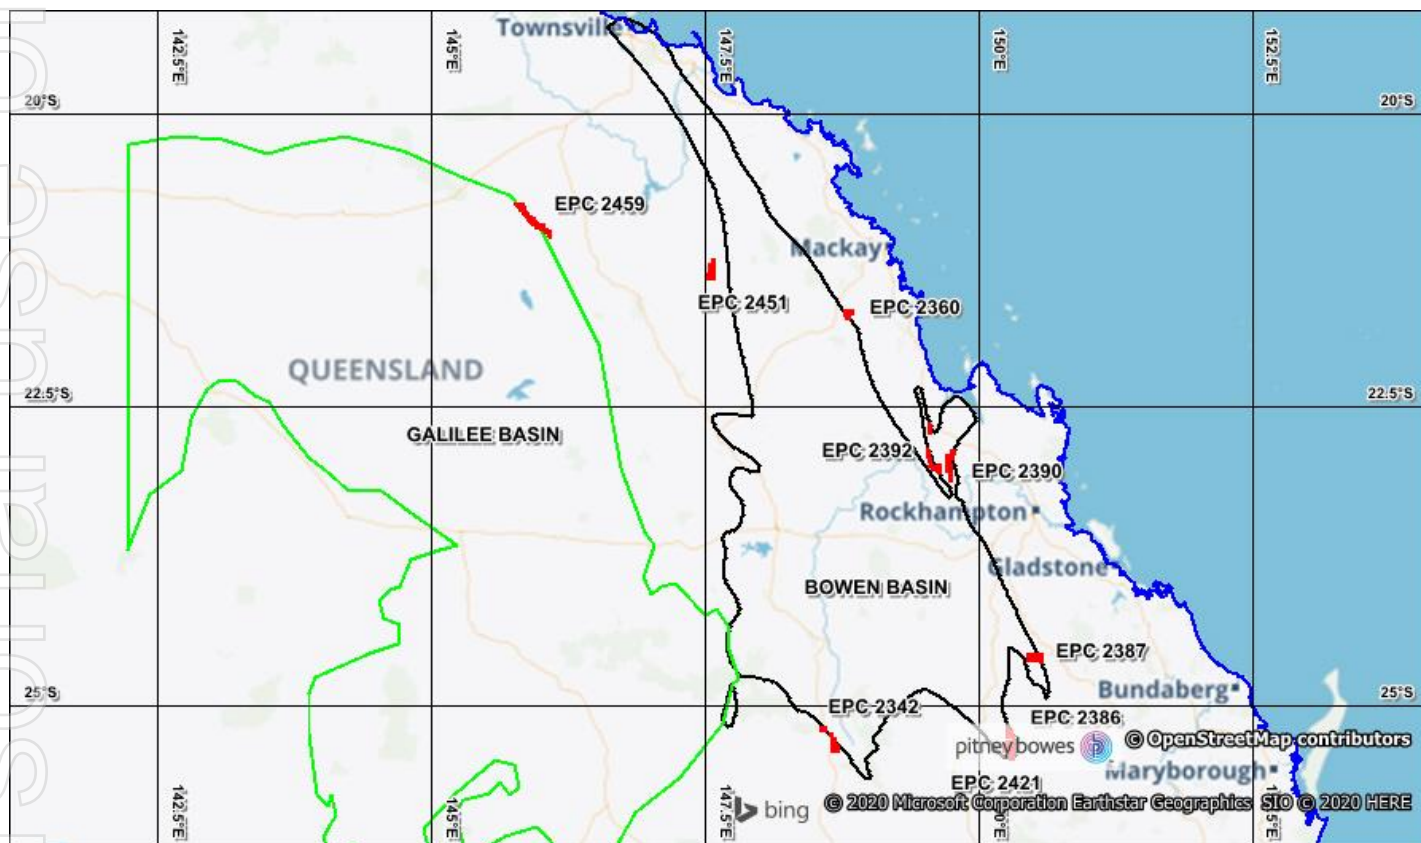 Townsville
142.5°E
145°E
147.5°E
150°E
152.5°E
20°S
20°S
EPC 2459
Mackay
EPC 2451
EPC 2360
QUEENSLAND
22.5°S
22.5°S
GALILEE BASIN
EPC 2392
EPC 2390
Rockhampton
Gladstone
BOWEN BASIN
EPC 2387
Bundaberg
25°S
25°S
EPC 2342
EPC 2386
pitney bowes
© OpenStreetMap contributors
Maryborough
EPC 2421
142.5°E
145°E
147.5°E
bing
© 2020 Microsoft Corporation Earthstar Geographics SIO © 2020 HERE